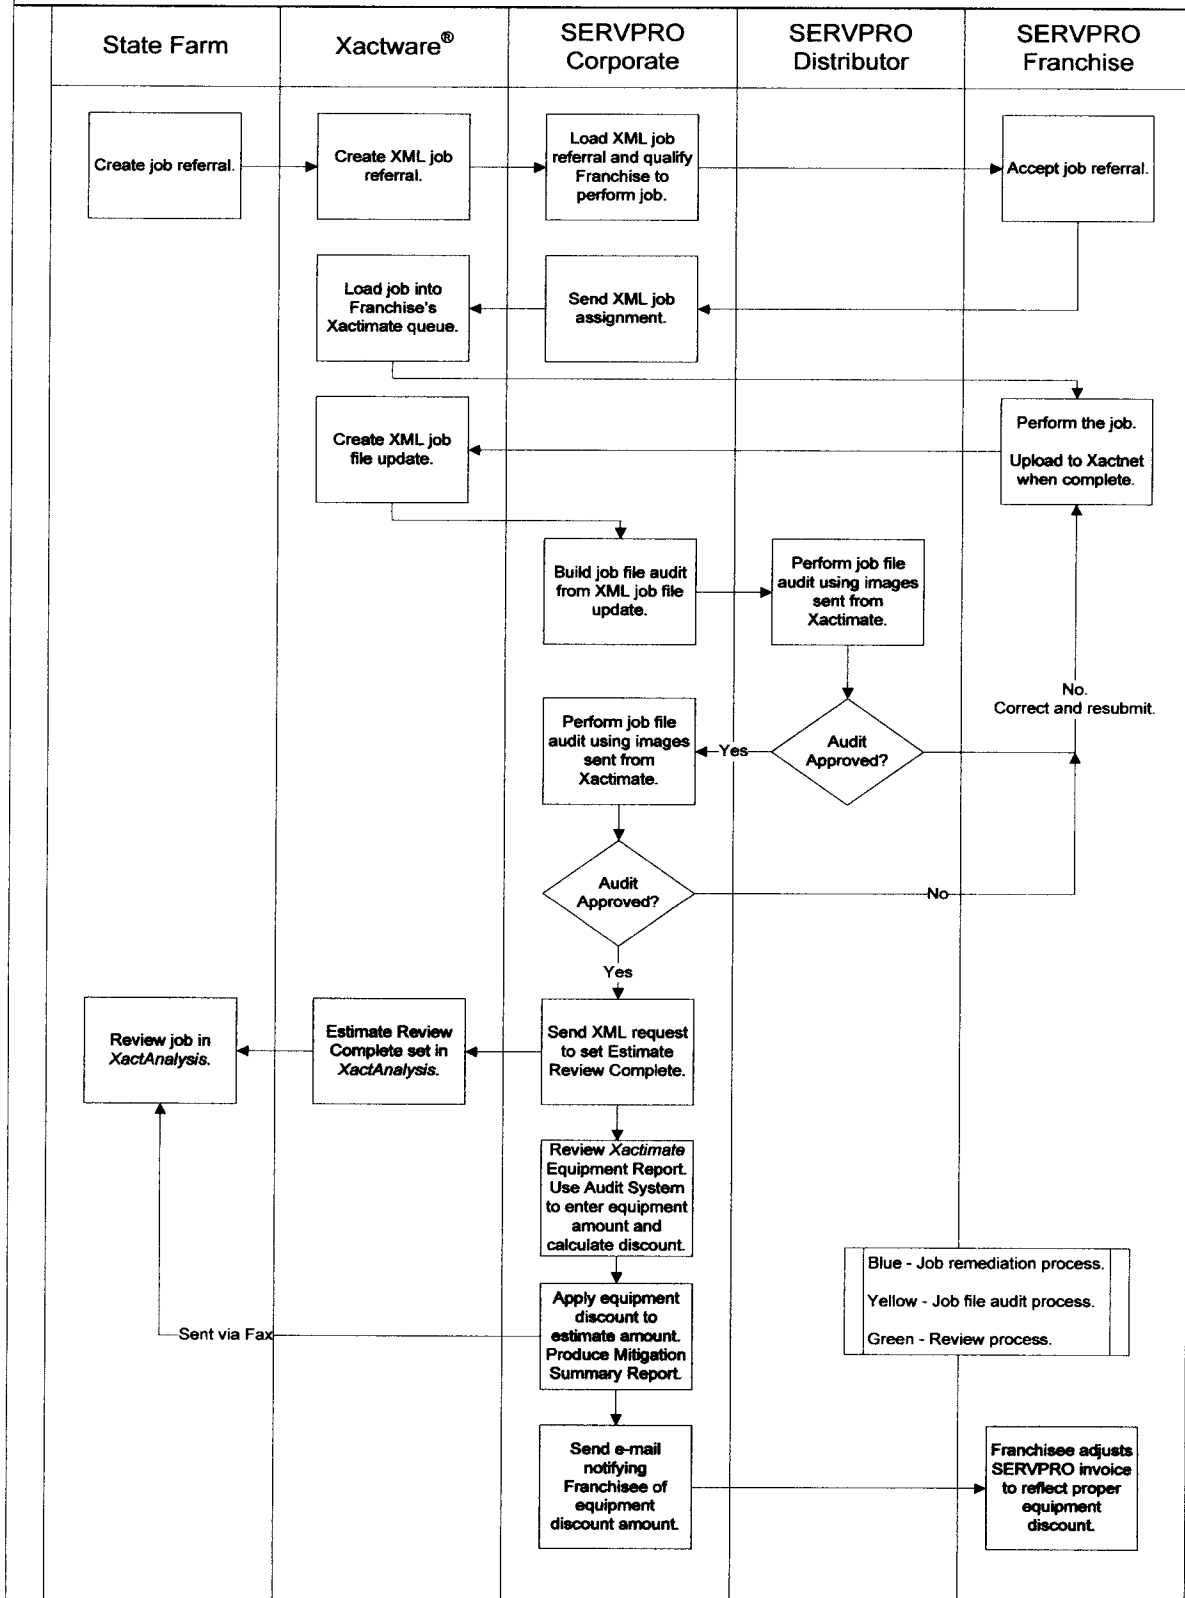 State Farm
Xactware®
SERVPRO
Corporate
SERVPRO
Distributor
SERVPRO
Franchise
Create job referral.
Create XML job
referral.
Load XML job
referral and qualify
Franchise to
perform job.
Accept job referral.
Load job into
Franchise's
Xactimate queue.
Send XML job
assignment.
Create XML job
file update.
Perform the job.
Upload to Xactnet
when complete.
Build job file audit
from XML job file
update.
Perform job file
audit using images
sent from
Xactimate.
No.
Correct and resubmit.
Perform job file
audit using images
sent from
Xactimate.
Yes
Audit
Approved?
Audit
Approved?
No
Yes
Review job in
XactAnalysis.
Estimate Review
Complete set in
XactAnalysis.
Send XML request
to set Estimate
Review Complete.
Review Xactimate
Equipment Report.
Use Audit System
to enter equipment
amount and
calculate discount.
Blue - Job remediation process.
Yellow - Job file audit process.
Green - Review process.
Sent via Fax
Apply equipment
discount to
estimate amount.
Produce Mitigation
Summary Report.
Send e-mail
notifying
Franchisee of
equipment
discount amount.
Franchisee adjusts
SERVPRO invoice
to reflect proper
equipment
discount.